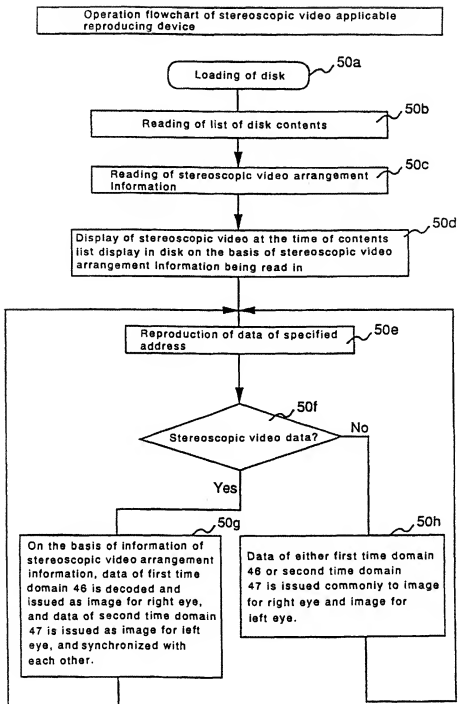 Operation flowchart of stereoscopic video applicable
reproducing device
50a
Loading of disk
50b
Reading of list of disk contents
50c
Reading of stereoscopic video arrangement
Information
50d
Display of stereoscopic video at the time of contents
list display in disk on the basis of stereoscopic video
arrangement Information being read in
50e
Reproduction of data of specified
address
50f
Stereoscopic video data?
No
Yes
50g
On the basis of information of
stereoscopic video arrangement
information, data of first time
domain 46 is decoded and
issued as image for right eye,
and data of second time domain
47 is issued as image for left
eye, and synchronized with
each other.
50h
Data of either first time domain
46 or second time domain
47 is issued commonly to image
for right eye and image for
left eye.